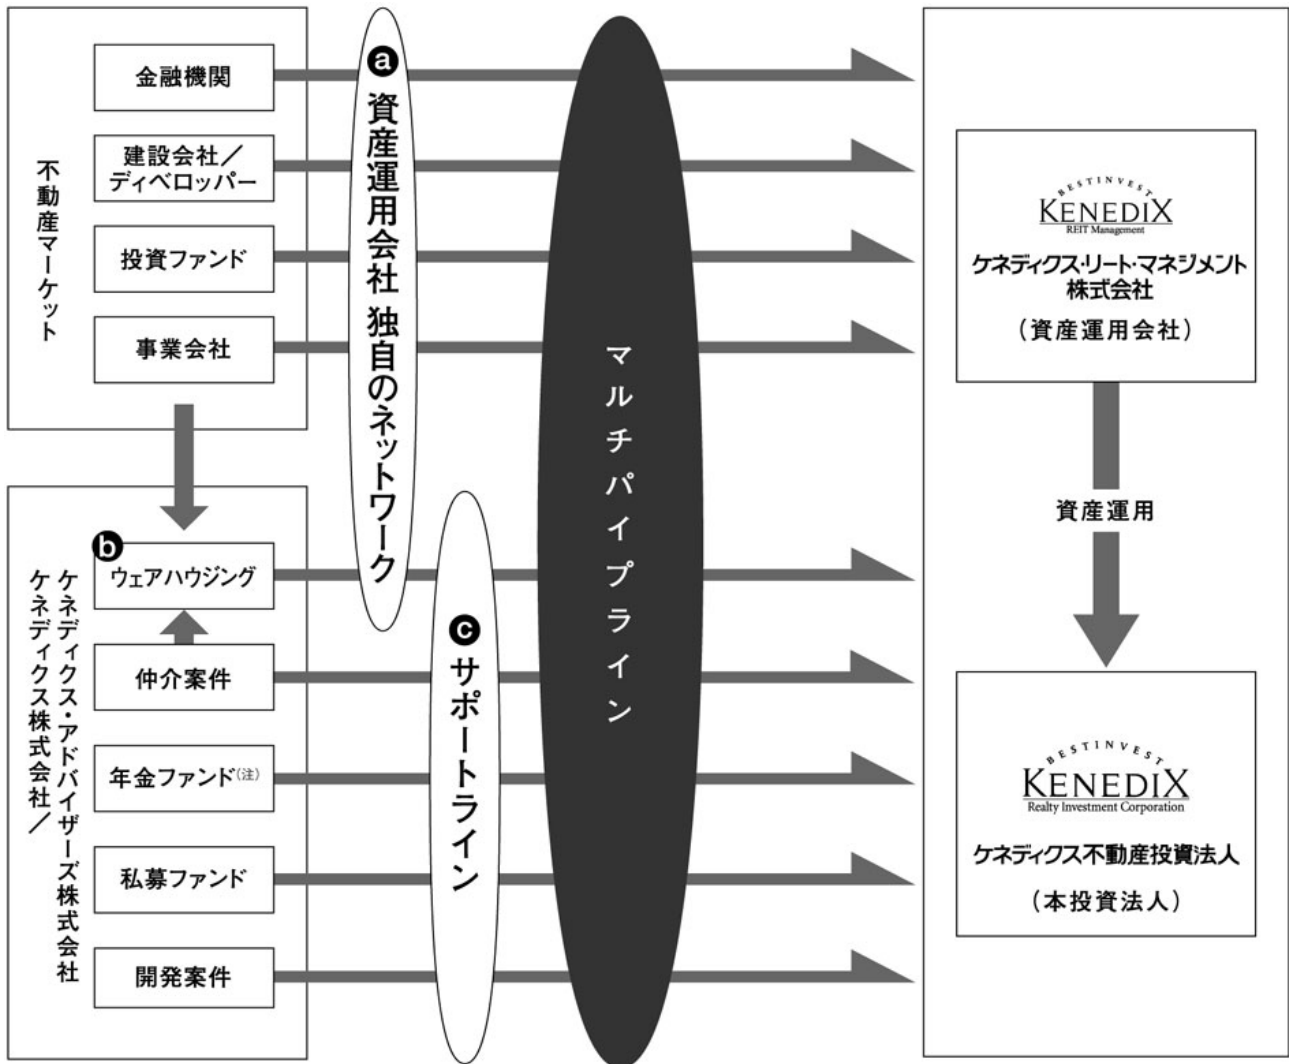 不動産マーケット
金融機関
建設会社／
ディベロッパー
投資ファンド
事業会社
ケネディクス株式会社／
ケネディクス・アドバイザーズ株式会社
b
ウェアハウジング
仲介案件
年金ファンド(注)
私募ファンド
開発案件
a 資産運用会社 独自のネットワーク
c サポートライン
マルチパイプライン
BESTINVEST
KENEDIX
REIT Management
ケネディクス・リート・マネジメント
株式会社
（資産運用会社）
資産運用
BESTINVEST
KENEDIX
Realty Investment Corporation
ケネディクス不動産投資法人
（本投資法人）